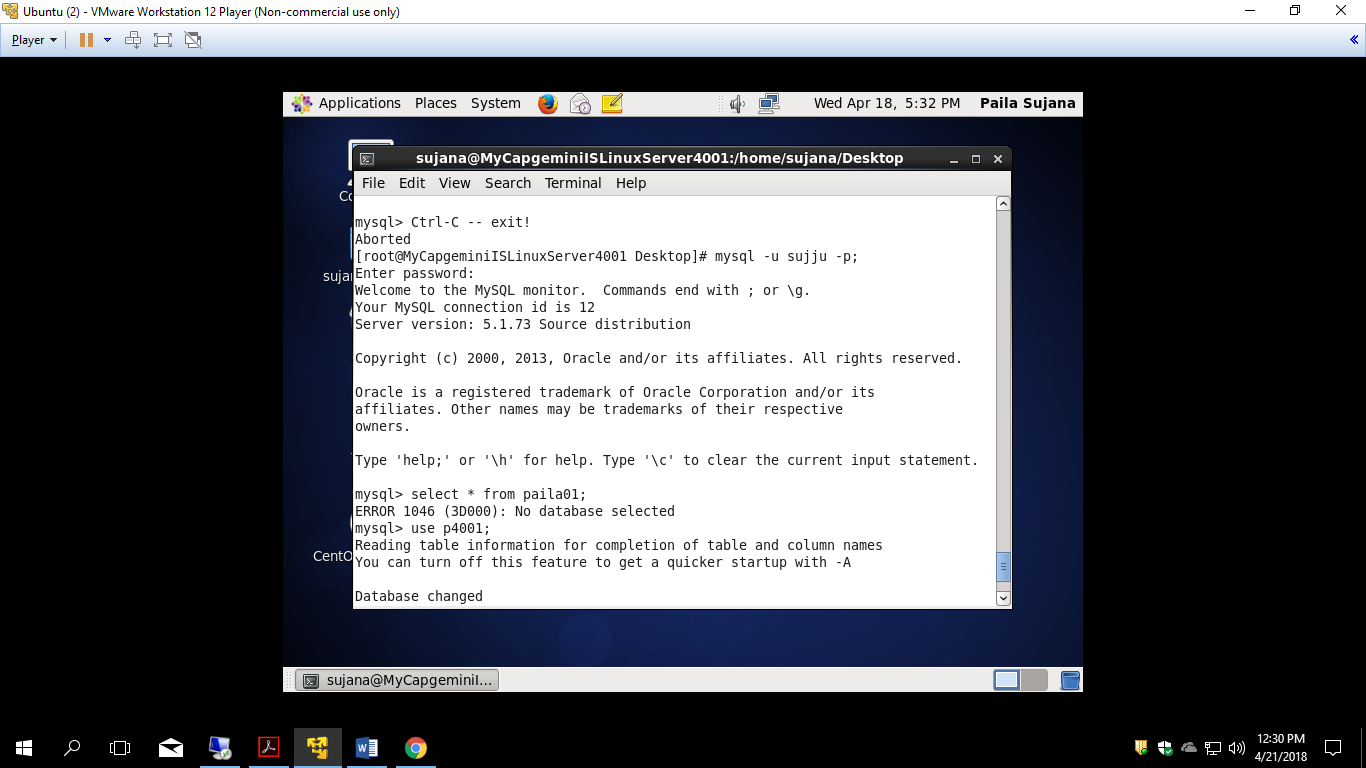 Ubuntu (2) - VMware Workstation 12 Player (Non-commercial use only)
Player
Applications Places System Wed Apr 18, 5:32 PM Paila Sujana
sujana@MyCapgeminiISLinuxServer4001:/home/sujana/Desktop
File Edit View Search Terminal Help
mysql> Ctrl-C -- exit!
Aborted
[root@MyCapgeminiISLinuxServer4001 Desktop]# mysql -u sujju -p;
Enter password:
Welcome to the MySQL monitor.  Commands end with ; or \g.
Your MySQL connection id is 12
Server version: 5.1.73 Source distribution
Copyright (c) 2000, 2013, Oracle and/or its affiliates. All rights reserved.
Oracle is a registered trademark of Oracle Corporation and/or its
affiliates. Other names may be trademarks of their respective
owners.
Type 'help;' or '\h' for help. Type '\c' to clear the current input statement.
mysql> select * from paila01;
ERROR 1046 (3D000): No database selected
mysql> use p4001;
Reading table information for completion of table and column names
You can turn off this feature to get a quicker startup with -A
Database changed
Co
suja
CentO
sujana@MyCapgeminiI...
12:30 PM
4/21/2018